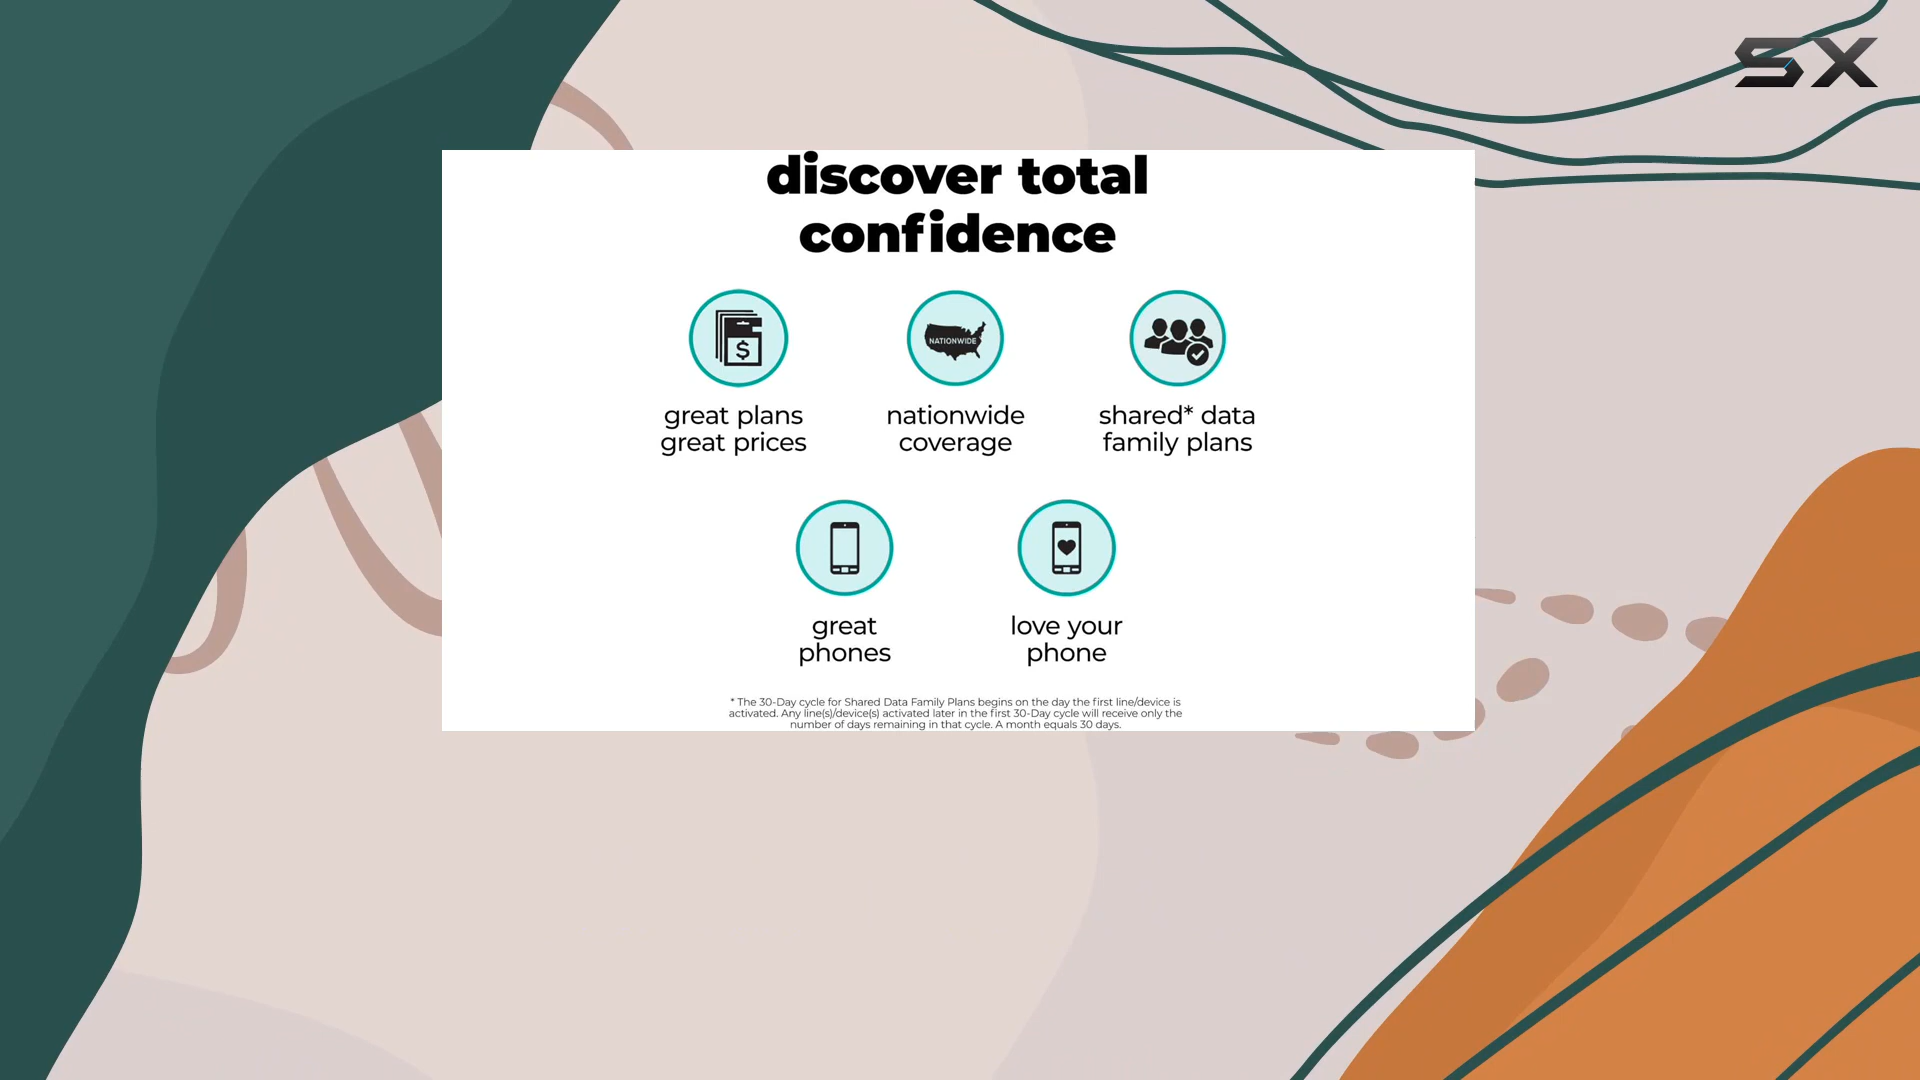 SX
discover total
confidence
$
NATIONWIDE
great plans
great prices
nationwide
coverage
shared* data
family plans
great
phones
love your
phone
* The 30-Day cycle for Shared Data Family Plans begins on the day the first line/device is
activated. Any line(s)/device(s) activated later in the first 30-Day cycle will receive only the
number of days remaining in that cycle. A month equals 30 days.